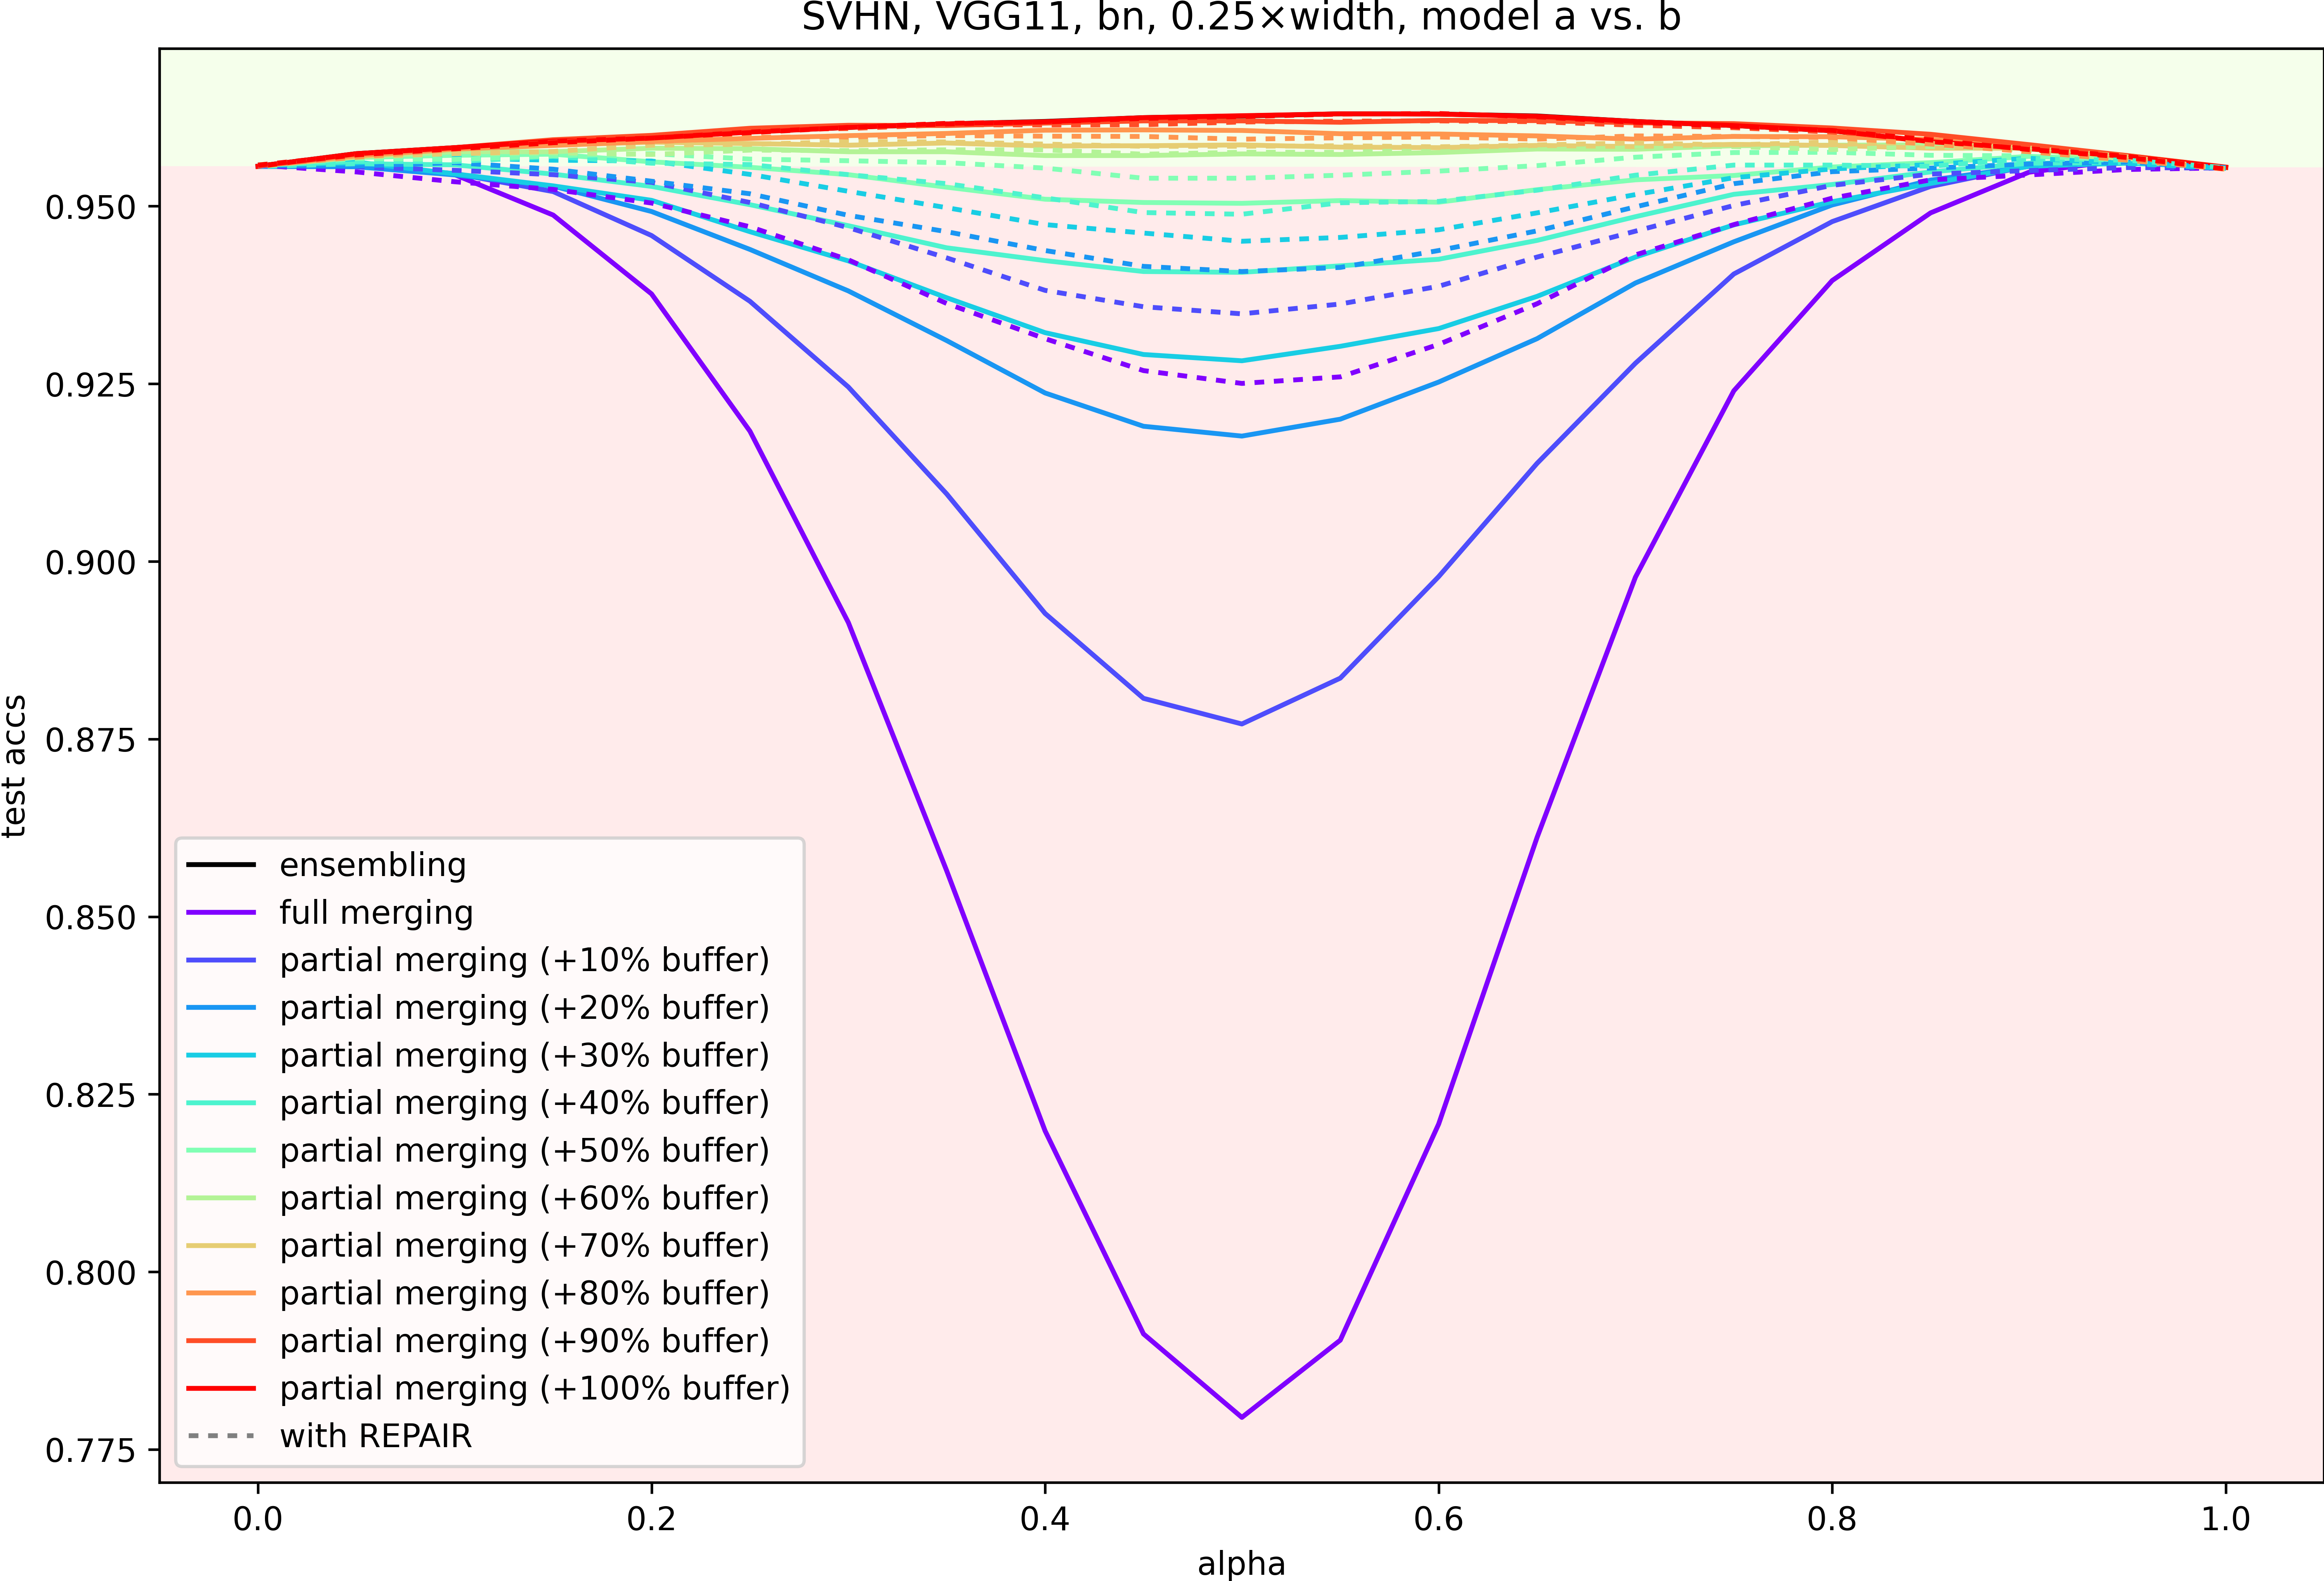 SVHN, VGG11, bn, 0.25×width, model a vs. b
test accs
0.950
0.925
0.900
0.875
0.850
0.825
0.800
0.775
ensembling
full merging
partial merging (+10% buffer)
partial merging (+20% buffer)
partial merging (+30% buffer)
partial merging (+40% buffer)
partial merging (+50% buffer)
partial merging (+60% buffer)
partial merging (+70% buffer)
partial merging (+80% buffer)
partial merging (+90% buffer)
partial merging (+100% buffer)
with REPAIR
0.0 0.2 0.4 0.6 0.8 1.0
alpha